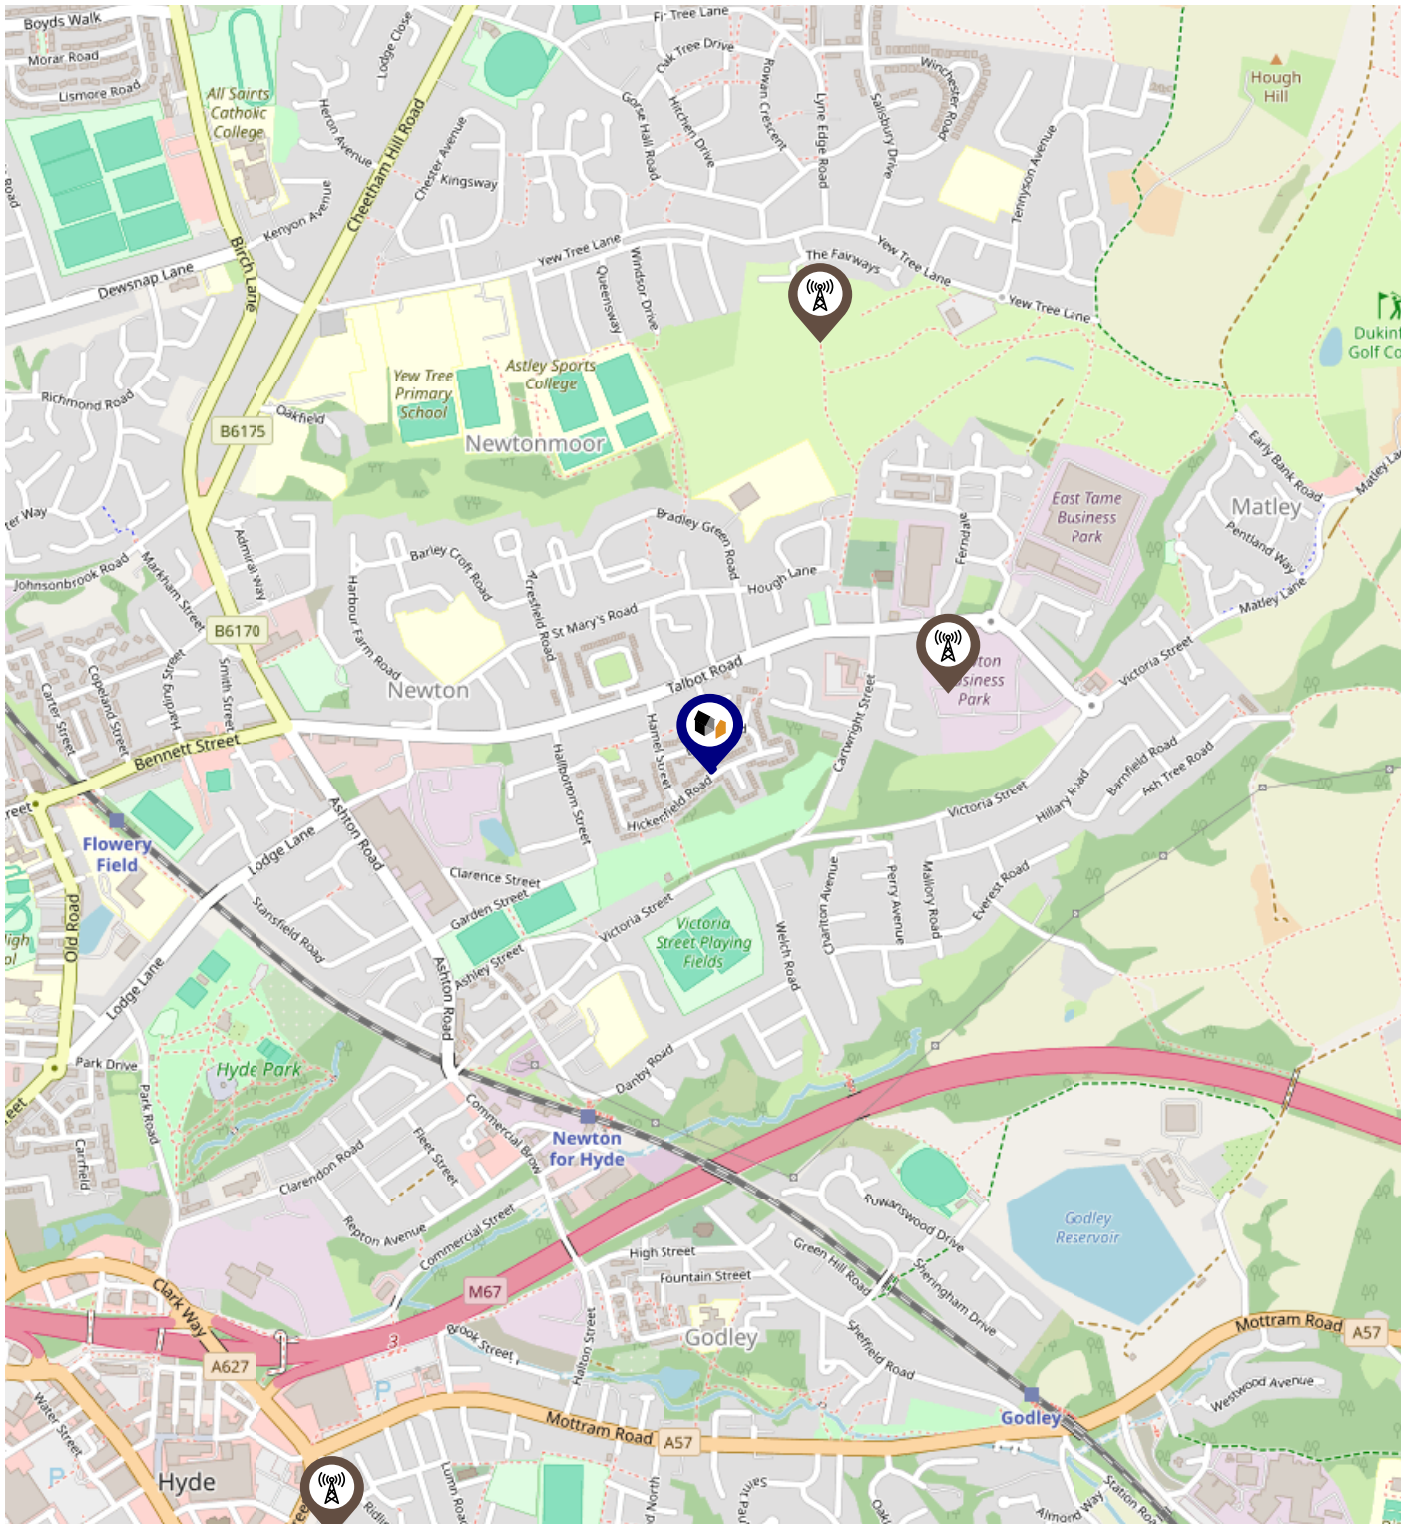 Boyds Walk
Morar Road
Lismore Road
All Saints
Catholic
College
Lodge Close
Heron Avenue
Cheetham Hill Road
Chester Avenue
Kingsway
Kenyon Avenue
Birch Lane
Dewsnap Lane
Fir Tree Lane
Oak Tree Drive
Gorse Hall Road
Hitchen Drive
Rowan Crescent
Lyne Edge Road
Salisbury Drive
Winchester Road
Tennyson Avenue
Hough
Hill
Yew Tree Lane
Windsor Drive
Queensway
The Fairways
Yew Tree Lane
Yew Tree Lane
Golf Co
Richmond Road
Oakfield
B6175
Yew Tree
Primary
School
Astley Sports
College
Newtonmoor
Early Bank Road
Matley
Pentland Way
Matley Lane
East Tame
Business
Park
Ferndale
Bradley Green Road
Hough Lane
Barley Croft Road
Harbour Farm Road
St Mary's Road
Admiral Way
Markham Street
Johnsonbrook Road
B6170
Newton
Talbot Road
Park
Victoria Street
Copeland Street
Carter Street
Harding Street
Smith Street
Bennett Street
Hallbottom Street
Hamel Street
Hickenfield Road
Cartwright Street
Victoria Street
Hillary Road
Barnfield Road
Ash Tree Road
Flowery
Field
Lodge Lane
Ashton Road
Clarence Street
Garden Street
Ashley Street
Victoria Street
Victoria
Street Playing
Fields
Welch Road
Charlton Avenue
Perry Avenue
Mallory Road
Everest Road
Old Road
Stansfield Road
Lodge Lane
Ashton Road
Park Drive
Hyde Park
Park Road
Danby Road
Newton
for Hyde
Commercial Brow
Fleet Street
Clarendon Road
Carrfield
Repton Avenue
Commercial Street
Godley
Reservoir
Rowanswood Drive
Green Hill Road
Sheringham Drive
High Street
Fountain Street
Godley
Sheffield Road
Halton Street
Brook Street
M67
3
Clark Way
A627
P
Mottram Road
A57
Westwood Avenue
Godley
Mottram Road
A57
Water Street
P
Hyde
Lumn Road
Almond Way
Station Road